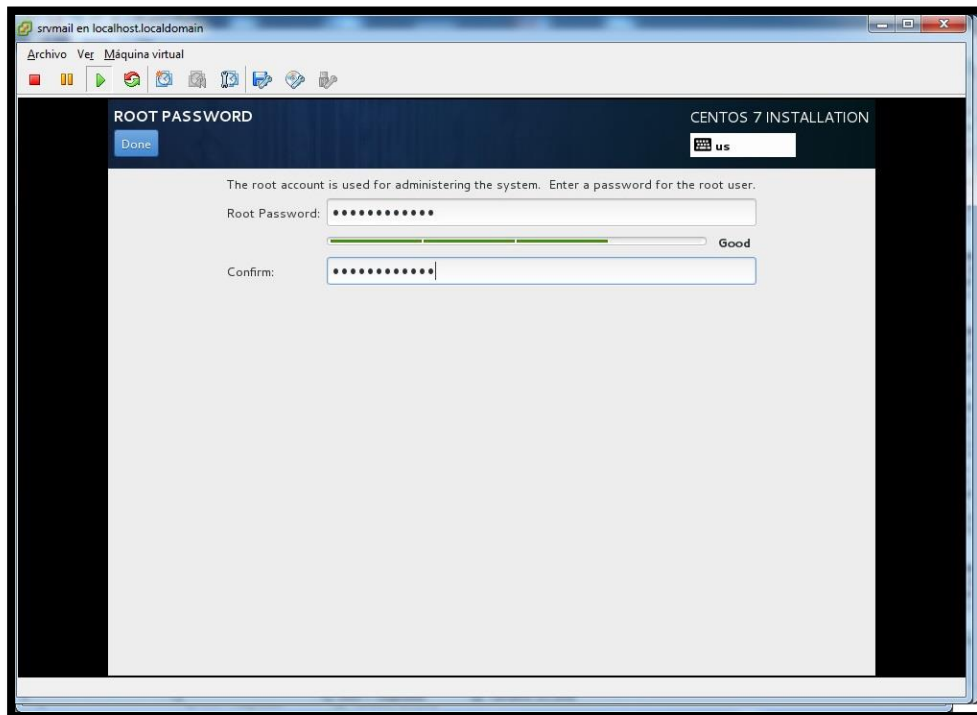 srvmail en localhost.localdomain
Archivo Ver Máquina virtual
ROOT PASSWORD
CENTOS 7 INSTALLATION
Done
us
The root account is used for administering the system. Enter a password for the root user.
Root Password: ••••••••••••
Good
Confirm: ••••••••••••